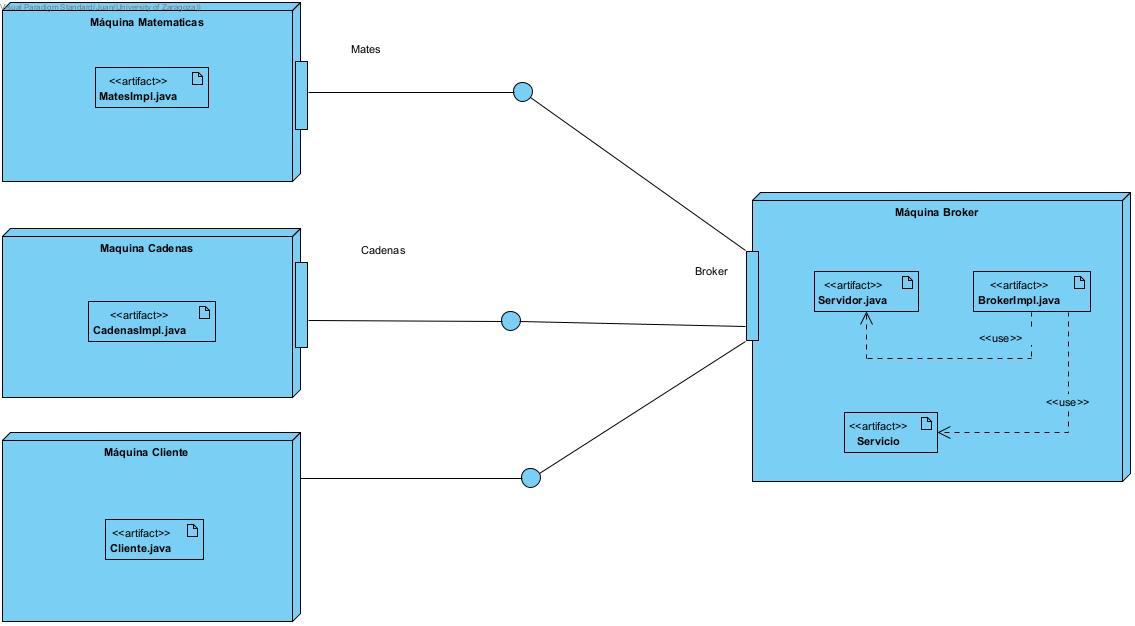 Visual Paradigm Standard(Juan(University of Zaragoza))
Máquina Matematicas
<<artifact>>
MatesImpl.java
Mates
Maquina Cadenas
<<artifact>>
CadenasImpl.java
Cadenas
Máquina Cliente
<<artifact>>
Cliente.java
Broker
Máquina Broker
<<artifact>>
Servidor.java
<<artifact>>
BrokerImpl.java
<<use>>
<<use>>
<<artifact>>
Servicio